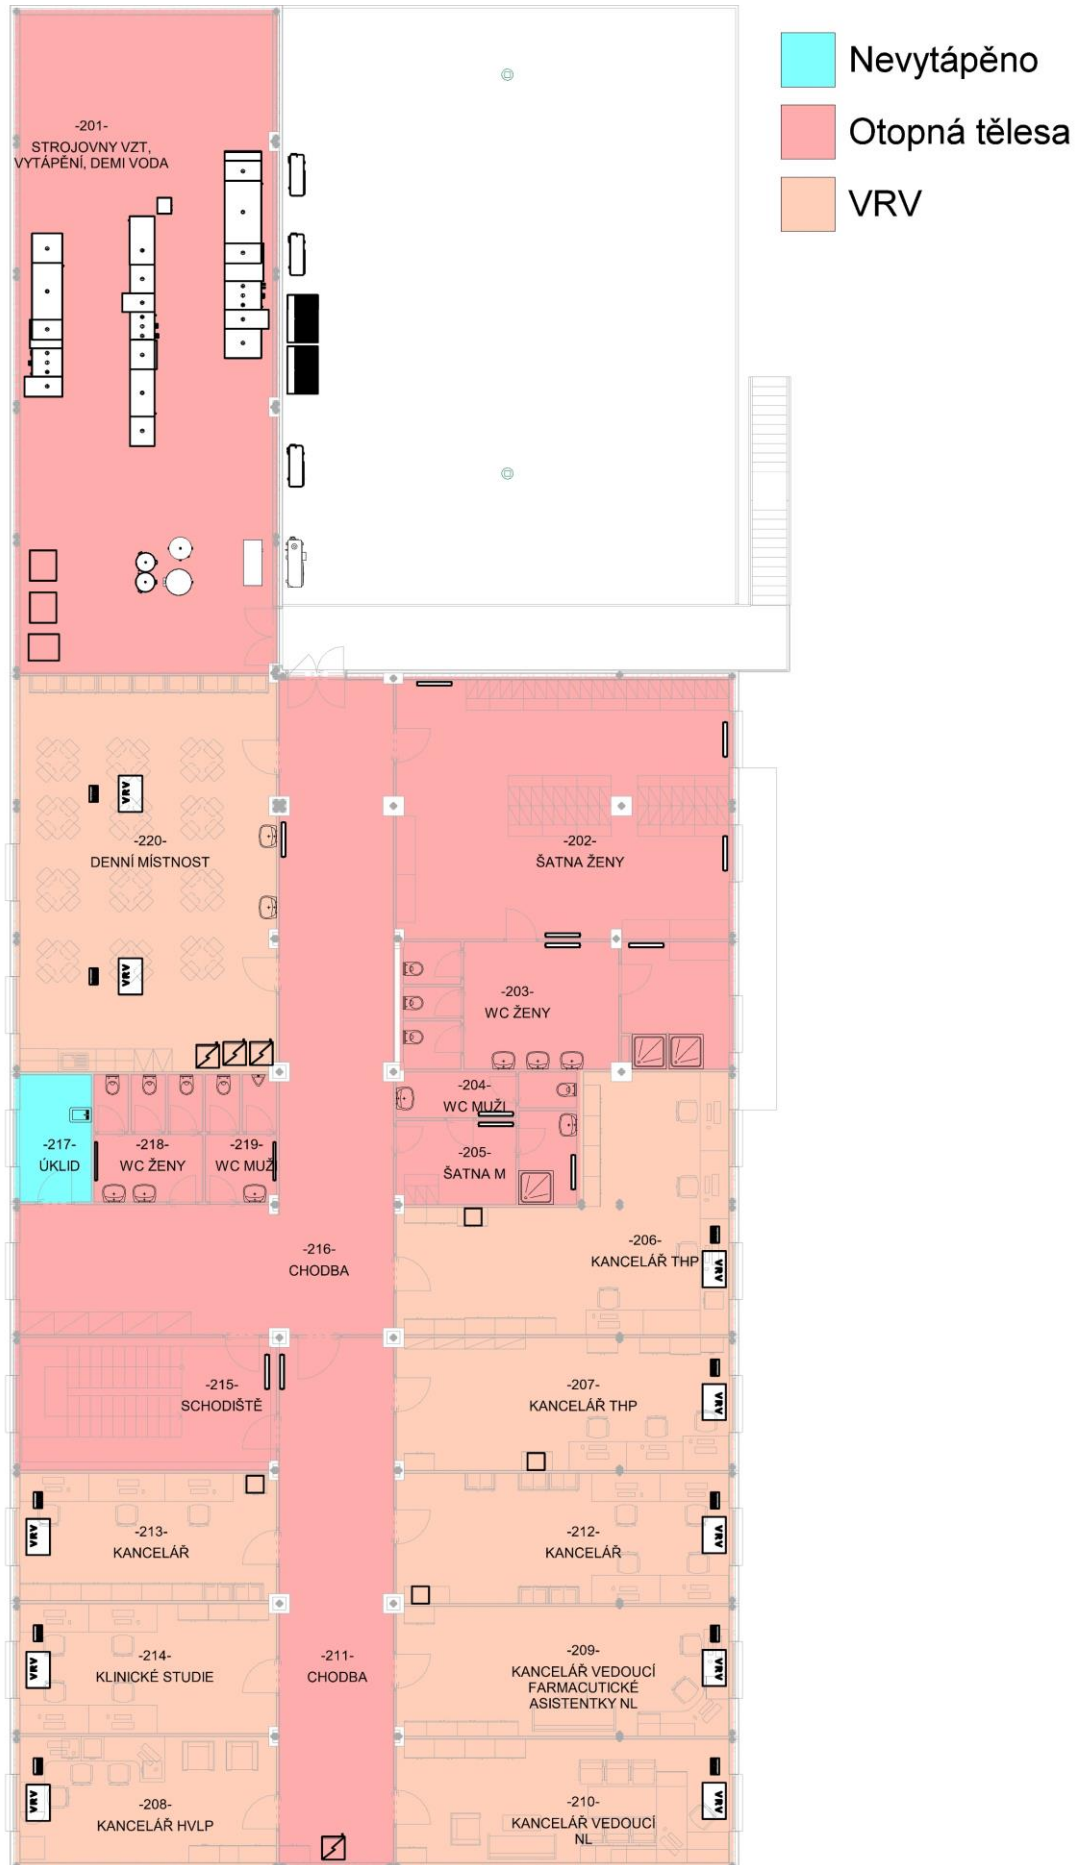 Nevytápěno
Otopná tělesa
VRV
-201-
STROJOVNY VZT,
VYTÁPĚNÍ, DEMI VODA
VRV
-220-
DENNÍ MÍSTNOST
VRV
-202-
ŠATNA ŽENY
-203-
WC ŽENY
-204-
WC MUŽI
-205-
ŠATNA M
-217-
ÚKLID
-218-
WC ŽENY
-219-
WC MUŽI
-216-
CHODBA
-206-
KANCELÁŘ THP
VRV
-215-
SCHODIŠTĚ
-207-
KANCELÁŘ THP
VRV
-213-
KANCELÁŘ
VRV
-212-
KANCELÁŘ
VRV
-214-
KLINICKÉ STUDIE
VRV
-211-
CHODBA
-209-
KANCELÁŘ VEDOUCÍ
FARMACUTICKÉ
ASISTENTKY NL
VRV
-208-
KANCELÁŘ HVLP
VRV
-210-
KANCELÁŘ VEDOUCÍ
NL
VRV